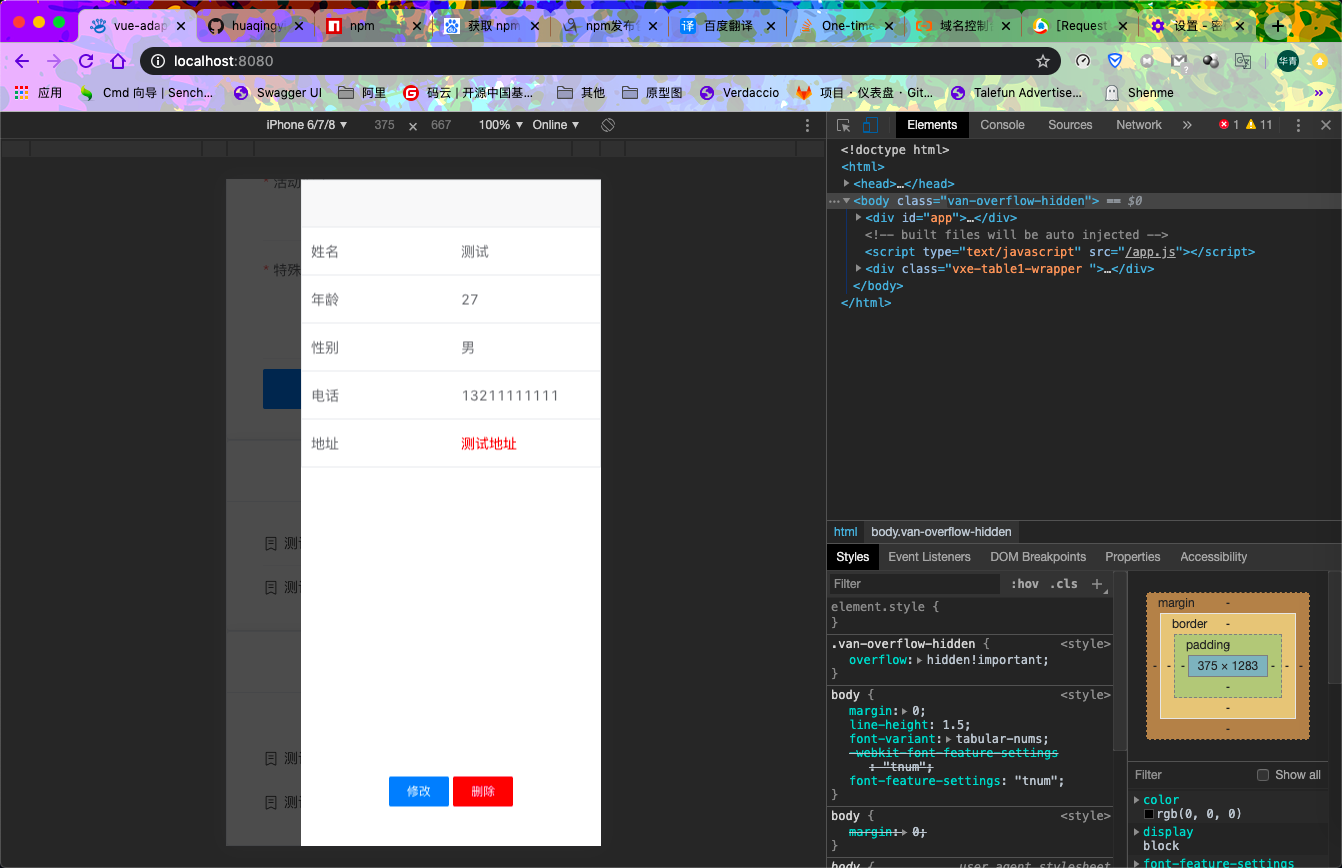 vue-adap
huaqingy
npm
获取 npm
npm发布
百度翻译
One-time
域名控制
[Request
设置 - 密
localhost:8080
应用
Cmd 向导 | Sench...
Swagger UI
阿里
码云 | 开源中国基...
其他
原型图
Verdaccio
项目 · 仪表盘 · Git...
Talefun Advertise...
Shenme
»
华青
iPhone 6/7/8 ▼
375 × 667
100% ▼
Online ▼
Elements
Console
Sources
Network
»
1
11
* 活动
* 特殊
姓名 测试
年龄 27
性别 男
电话 13211111111
地址 测试地址
测
测
测
测
修改
删除
<!doctype html>
<html>
<head>…</head>
<body class="van-overflow-hidden"> == $0
<div id="app">…</div>
<!-- built files will be auto injected -->
<script type="text/javascript" src="/app.js"></script>
<div class="vxe-table1-wrapper ">…</div>
</body>
</html>
html
body.van-overflow-hidden
Styles
Event Listeners
DOM Breakpoints
Properties
Accessibility
Filter
:hov .cls +
element.style {
}
.van-overflow-hidden { <style>
overflow: hidden!important;
}
body { <style>
margin: 0;
line-height: 1.5;
font-variant: tabular-nums;
-webkit-font-feature-settings
: "tnum";
font-feature-settings: "tnum";
}
body { <style>
margin: 0;
}
body { user agent stylesheet
margin -
border -
padding -
- - - 375 × 1283 - - -
-
-
-
Filter
Show all
color
rgb(0, 0, 0)
display
block
font-feature-settings